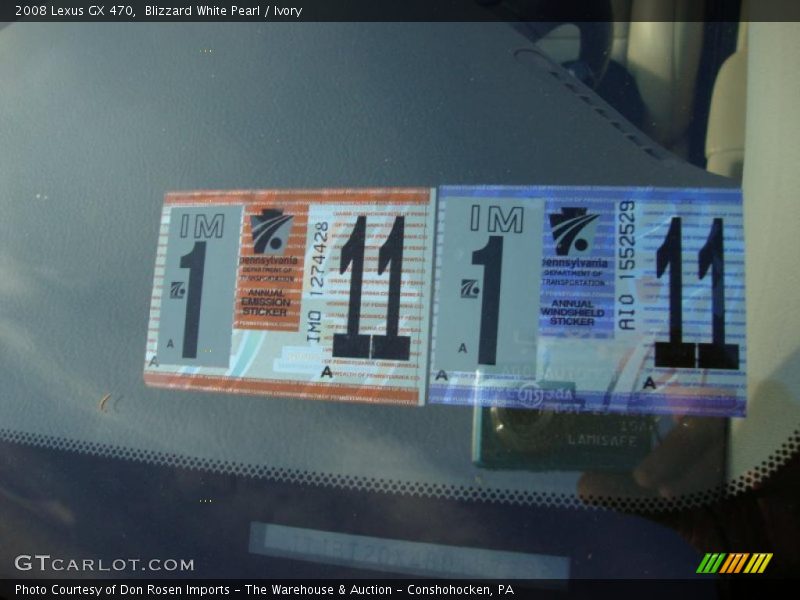 2008 Lexus GX 470, Blizzard White Pearl / Ivory
IM
1
A
A
pennsylvania
DEPARTMENT OF
TRANSPORTATION
ANNUAL
EMISSION
STICKER
IMO 1274428
11
A
IM
1
A
A
pennsylvania
DEPARTMENT OF
TRANSPORTATION
ANNUAL
WINDSHIELD
STICKER
AIO 1552529
11
A
LAMISAFE
GTCARLOT.COM
Photo Courtesy of Don Rosen Imports - The Warehouse & Auction - Conshohocken, PA